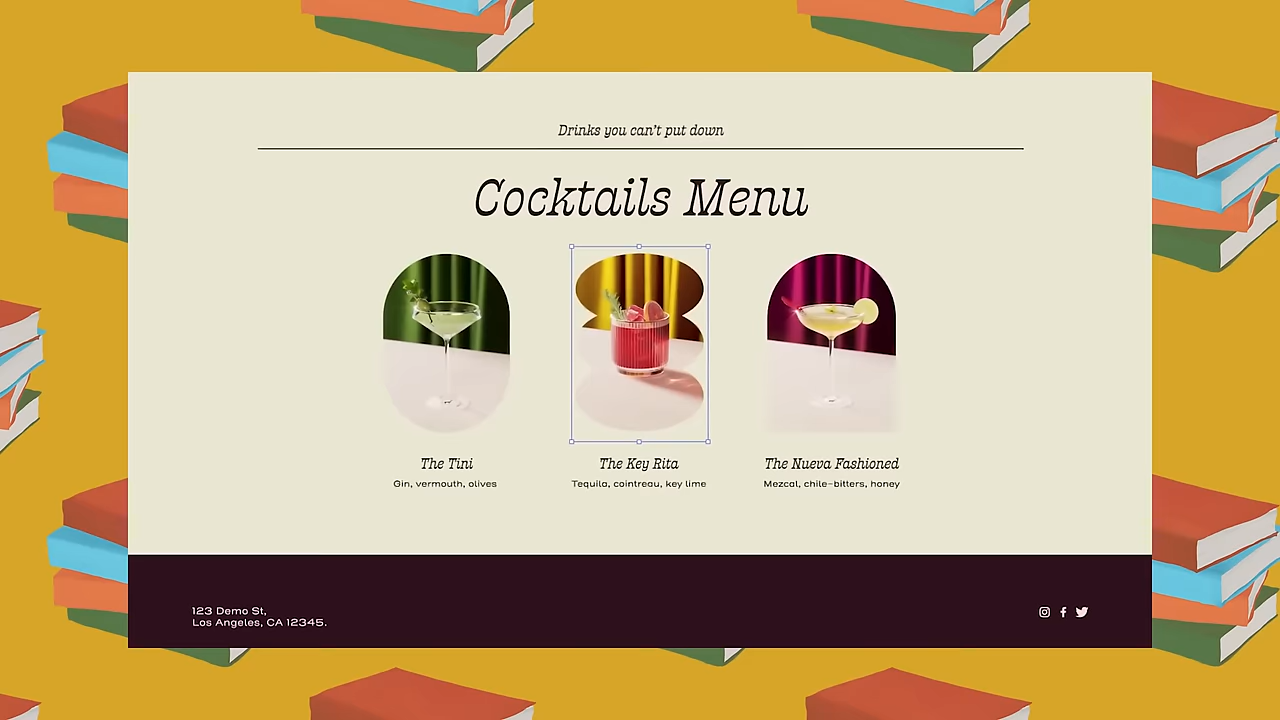 Drinks you can't put down
Cocktails Menu
The Tini
Gin, vermouth, olives
The Key Rita
Tequila, cointreau, key lime
The Nueva Fashioned
Mezcal, chile-bitters, honey
123 Demo St,
Los Angeles, CA 12345.